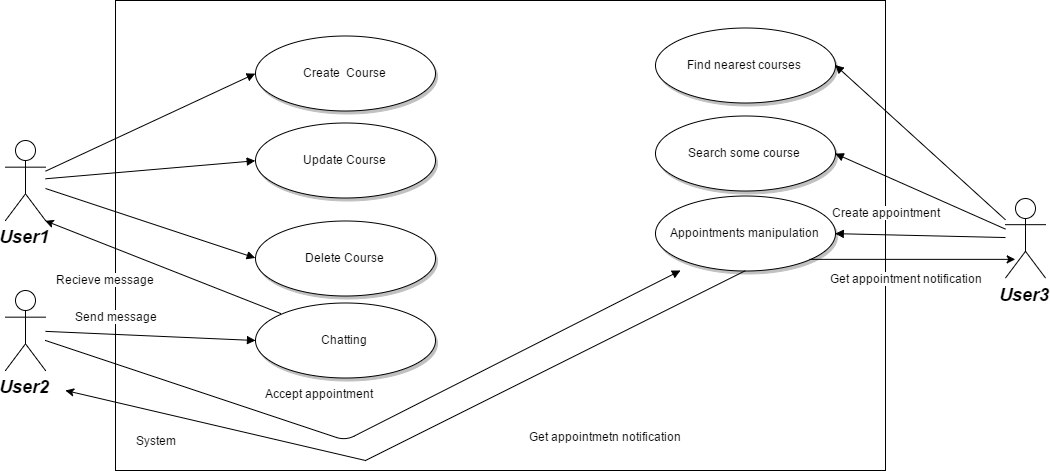 Create Course
Find nearest courses
Update Course
Search some course
Create appointment
User1
Appointments manipulation
Delete Course
Recieve message
Get appointment notification
User3
Send message
Chatting
User2
Accept appointment
System
Get appointmetn notification